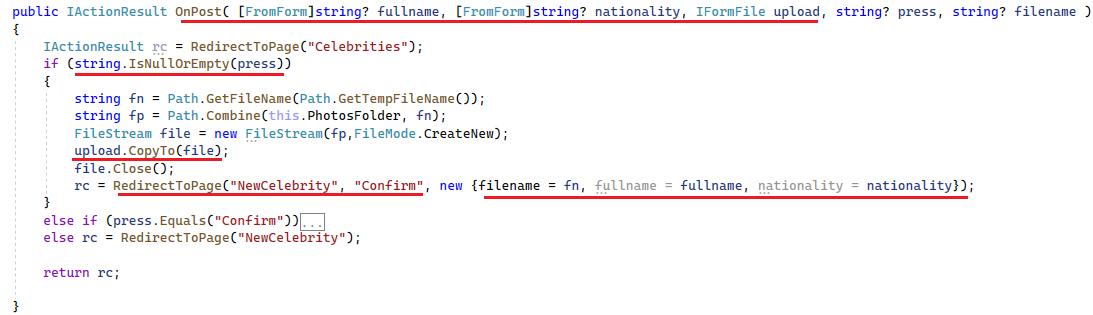 public IActionResult OnPost( [FromForm]string? fullname, [FromForm]string? nationality, IFormFile upload, string? press, string? filename )
{
    IActionResult rc = RedirectToPage("Celebrities");
    if (string.IsNullOrEmpty(press))
    {
        string fn = Path.GetFileName(Path.GetTempFileName());
        string fp = Path.Combine(this.PhotosFolder, fn);
        FileStream file = new FileStream(fp,FileMode.CreateNew);
        upload.CopyTo(file);
        file.Close();
        rc = RedirectToPage("NewCelebrity", "Confirm", new {filename = fn, fullname = fullname, nationality = nationality});
    }
    else if (press.Equals("Confirm"))...
    else rc = RedirectToPage("NewCelebrity");
    return rc;
}